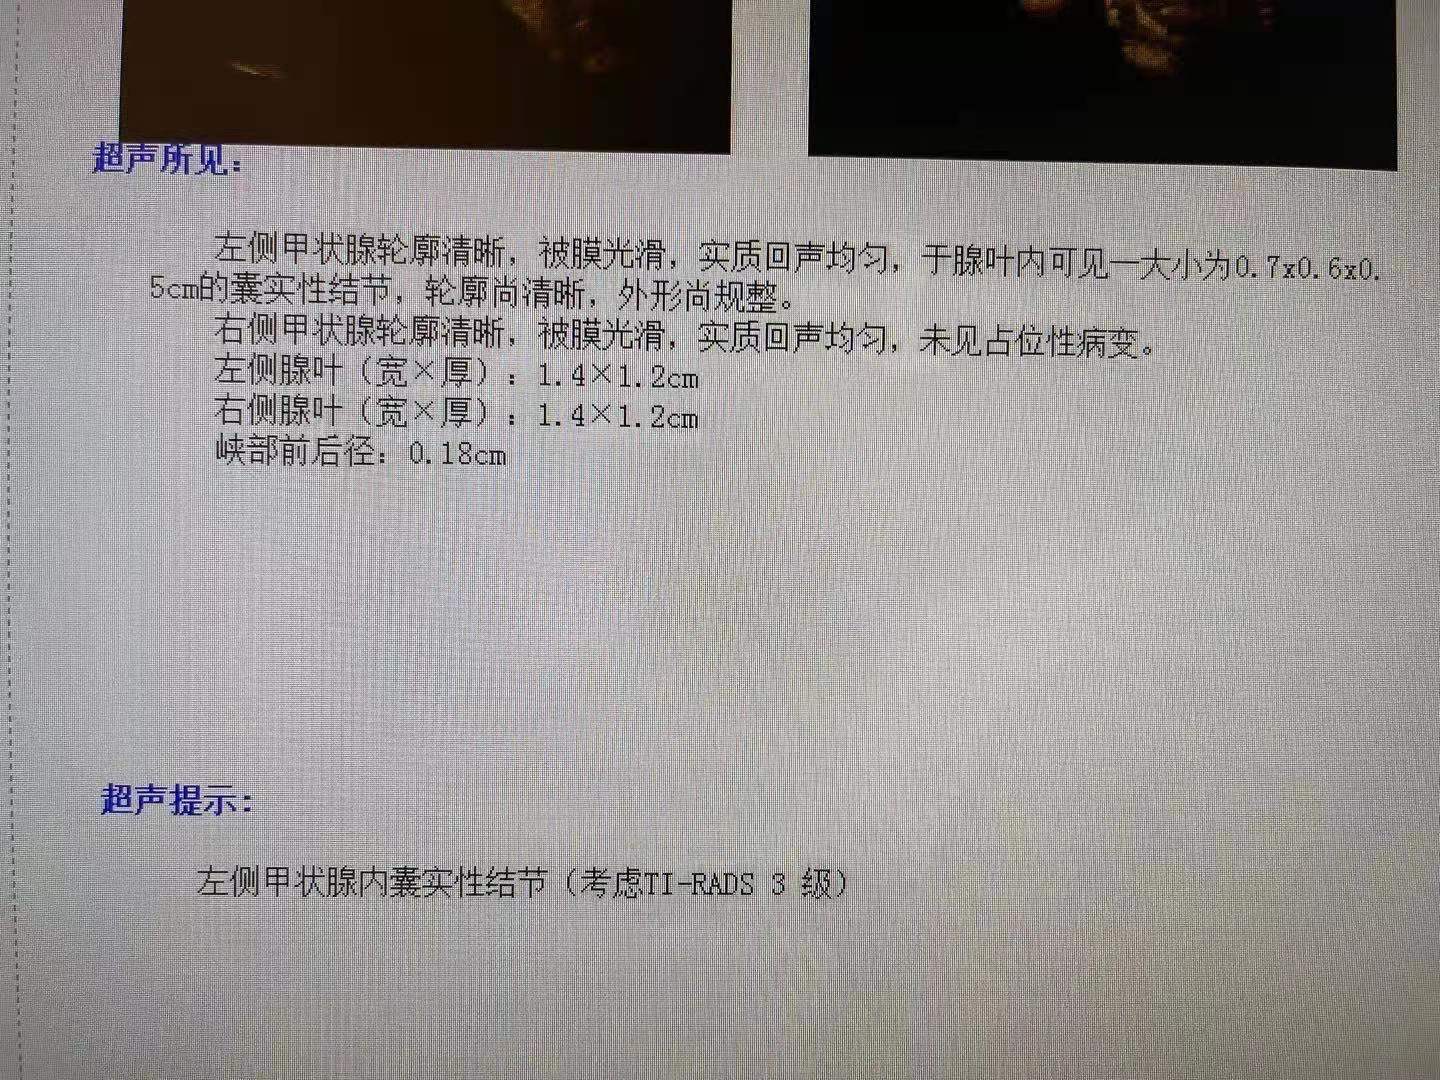 超声所见：
左侧甲状腺轮廓清晰，被膜光滑，实质回声均匀，于腺叶内可见一大小为0.7x0.6x0.
5cm的囊实性结节，轮廓尚清晰，外形尚规整。
右侧甲状腺轮廓清晰，被膜光滑，实质回声均匀，未见占位性病变。
左侧腺叶（宽×厚）：1.4×1.2cm
右侧腺叶（宽×厚）：1.4×1.2cm
峡部前后径：0.18cm
超声提示：
左侧甲状腺内囊实性结节（考虑TI-RADS 3 级）